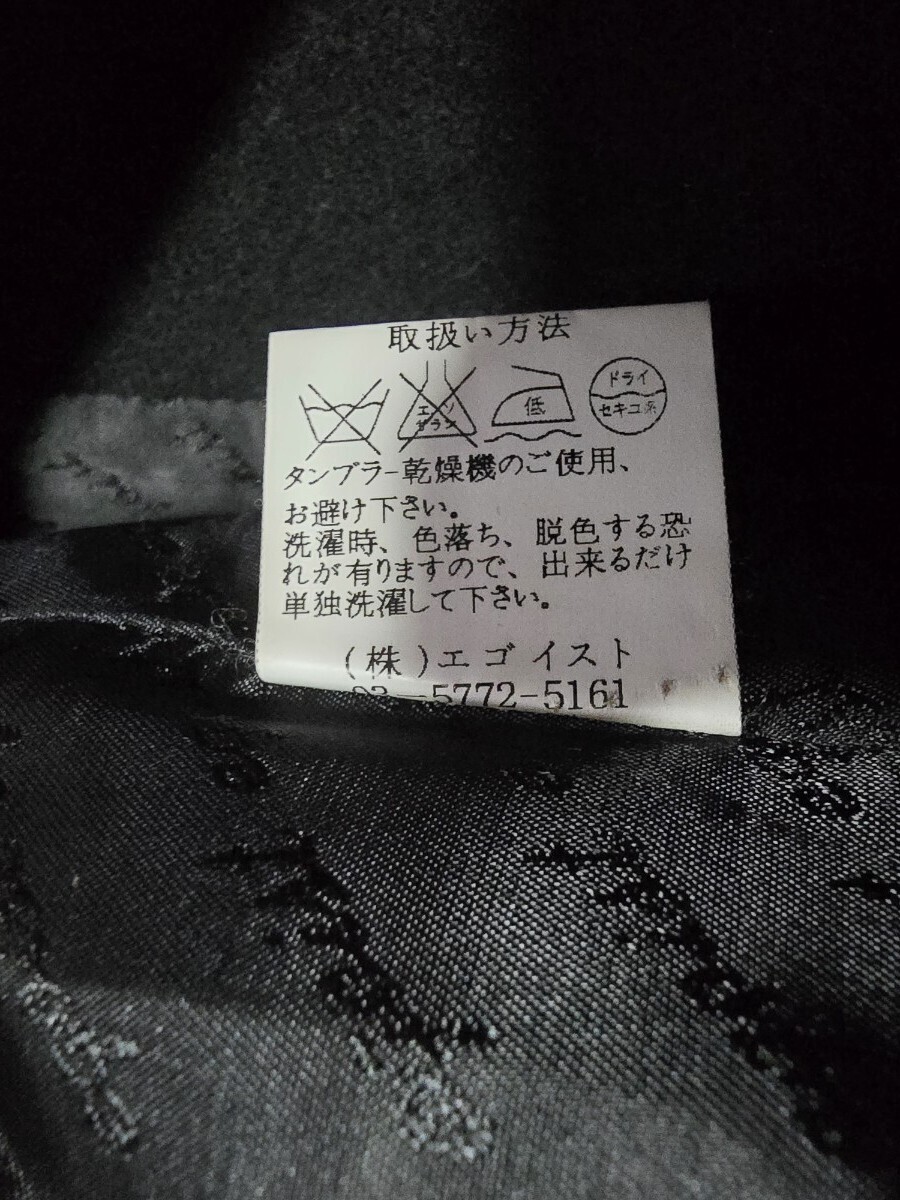 取扱い方法
エンソ
サラシ
低
ドライ
セキユ系
タンブラー乾燥機のご使用、
お避け下さい。
洗濯時、色落ち、脱色する恐
れが有りますので、出来るだけ
単独洗濯して下さい。
(株)エゴイスト
03-5772-5161